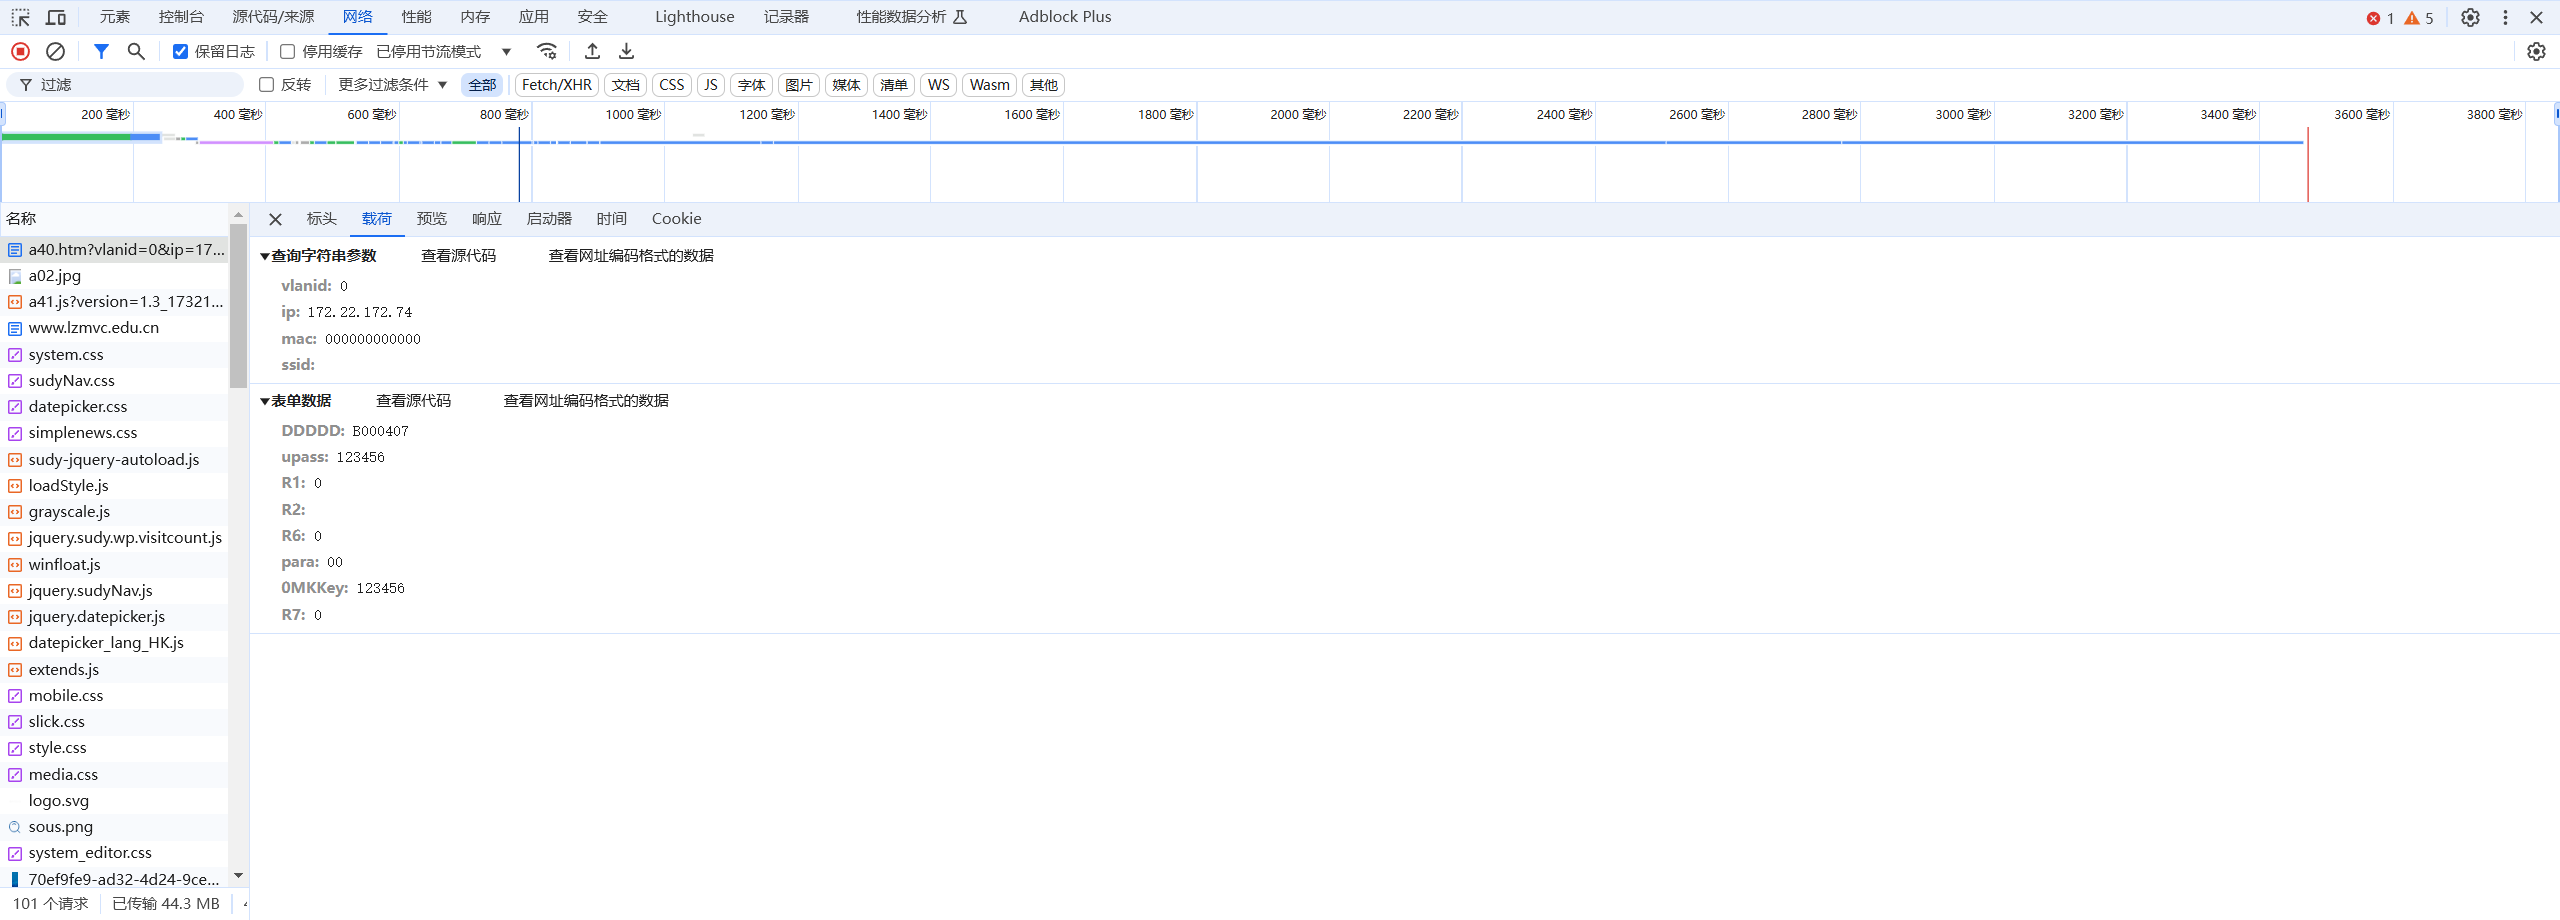 元素 控制台 源代码/来源 网络 性能 内存 应用 安全 Lighthouse 记录器 性能数据分析 Adblock Plus 1 5
保留日志 停用缓存 已停用节流模式
过滤 反转 更多过滤条件 全部 Fetch/XHR 文档 CSS JS 字体 图片 媒体 清单 WS Wasm 其他
200 毫秒 400 毫秒 600 毫秒 800 毫秒 1000 毫秒 1200 毫秒 1400 毫秒 1600 毫秒 1800 毫秒 2000 毫秒 2200 毫秒 2400 毫秒 2600 毫秒 2800 毫秒 3000 毫秒 3200 毫秒 3400 毫秒 3600 毫秒 3800 毫秒
名称
a40.htm?vlanid=0&ip=17...
a02.jpg
a41.js?version=1.3_17321...
www.lzmvc.edu.cn
system.css
sudyNav.css
datepicker.css
simplenews.css
sudy-jquery-autoload.js
loadStyle.js
grayscale.js
jquery.sudy.wp.visitcount.js
winfloat.js
jquery.sudyNav.js
jquery.datepicker.js
datepicker_lang_HK.js
extends.js
mobile.css
slick.css
style.css
media.css
logo.svg
sous.png
system_editor.css
70ef9fe9-ad32-4d24-9ce...
101 个请求 已传输 44.3 MB
标头 载荷 预览 响应 启动器 时间 Cookie
查询字符串参数 查看源代码 查看网址编码格式的数据
vlanid: 0
ip: 172.22.172.74
mac: 000000000000
ssid:
表单数据 查看源代码 查看网址编码格式的数据
DDDDD: B000407
upass: 123456
R1: 0
R2:
R6: 0
para: 00
0MKKey: 123456
R7: 0